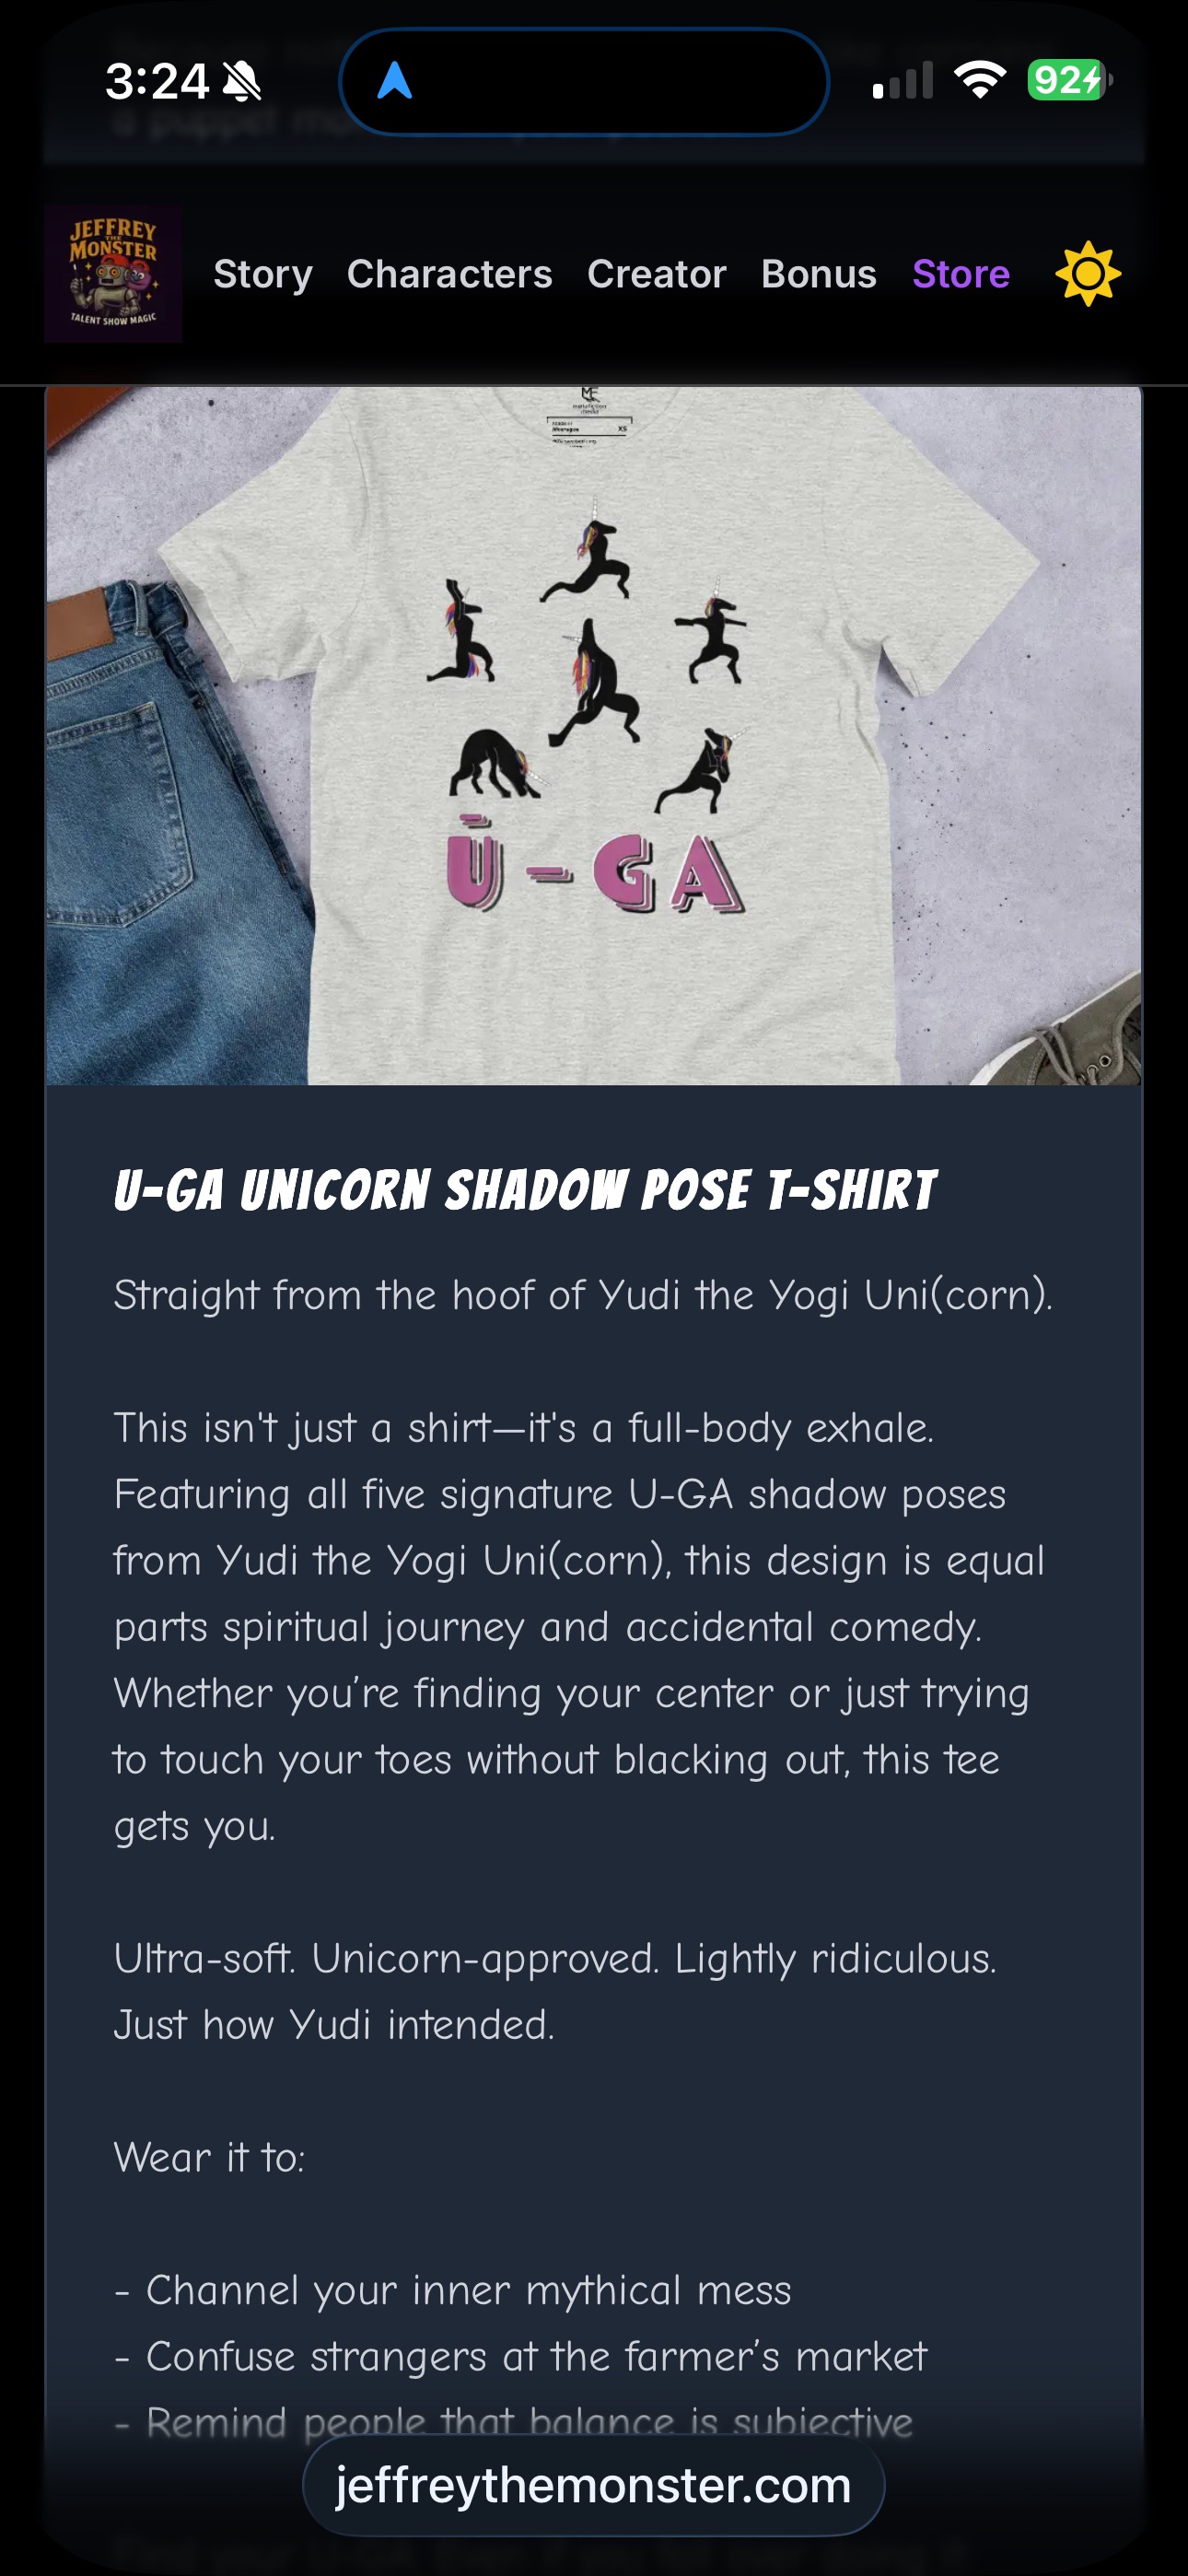 3:24
92
a puppet
JEFFREY
THE
MONSTER
TALENT SHOW MAGIC
Story Characters Creator Bonus Store
XS
Ū - GA
U-GA UNICORN SHADOW POSE T-SHIRT
Straight from the hoof of Yudi the Yogi Uni(corn).
This isn't just a shirt—it's a full-body exhale.
Featuring all five signature U-GA shadow poses
from Yudi the Yogi Uni(corn), this design is equal
parts spiritual journey and accidental comedy.
Whether you’re finding your center or just trying
to touch your toes without blacking out, this tee
gets you.
Ultra-soft. Unicorn-approved. Lightly ridiculous.
Just how Yudi intended.
Wear it to:
- Channel your inner mythical mess
- Confuse strangers at the farmer’s market
- Remind people that balance is subjective
jeffreythemonster.com